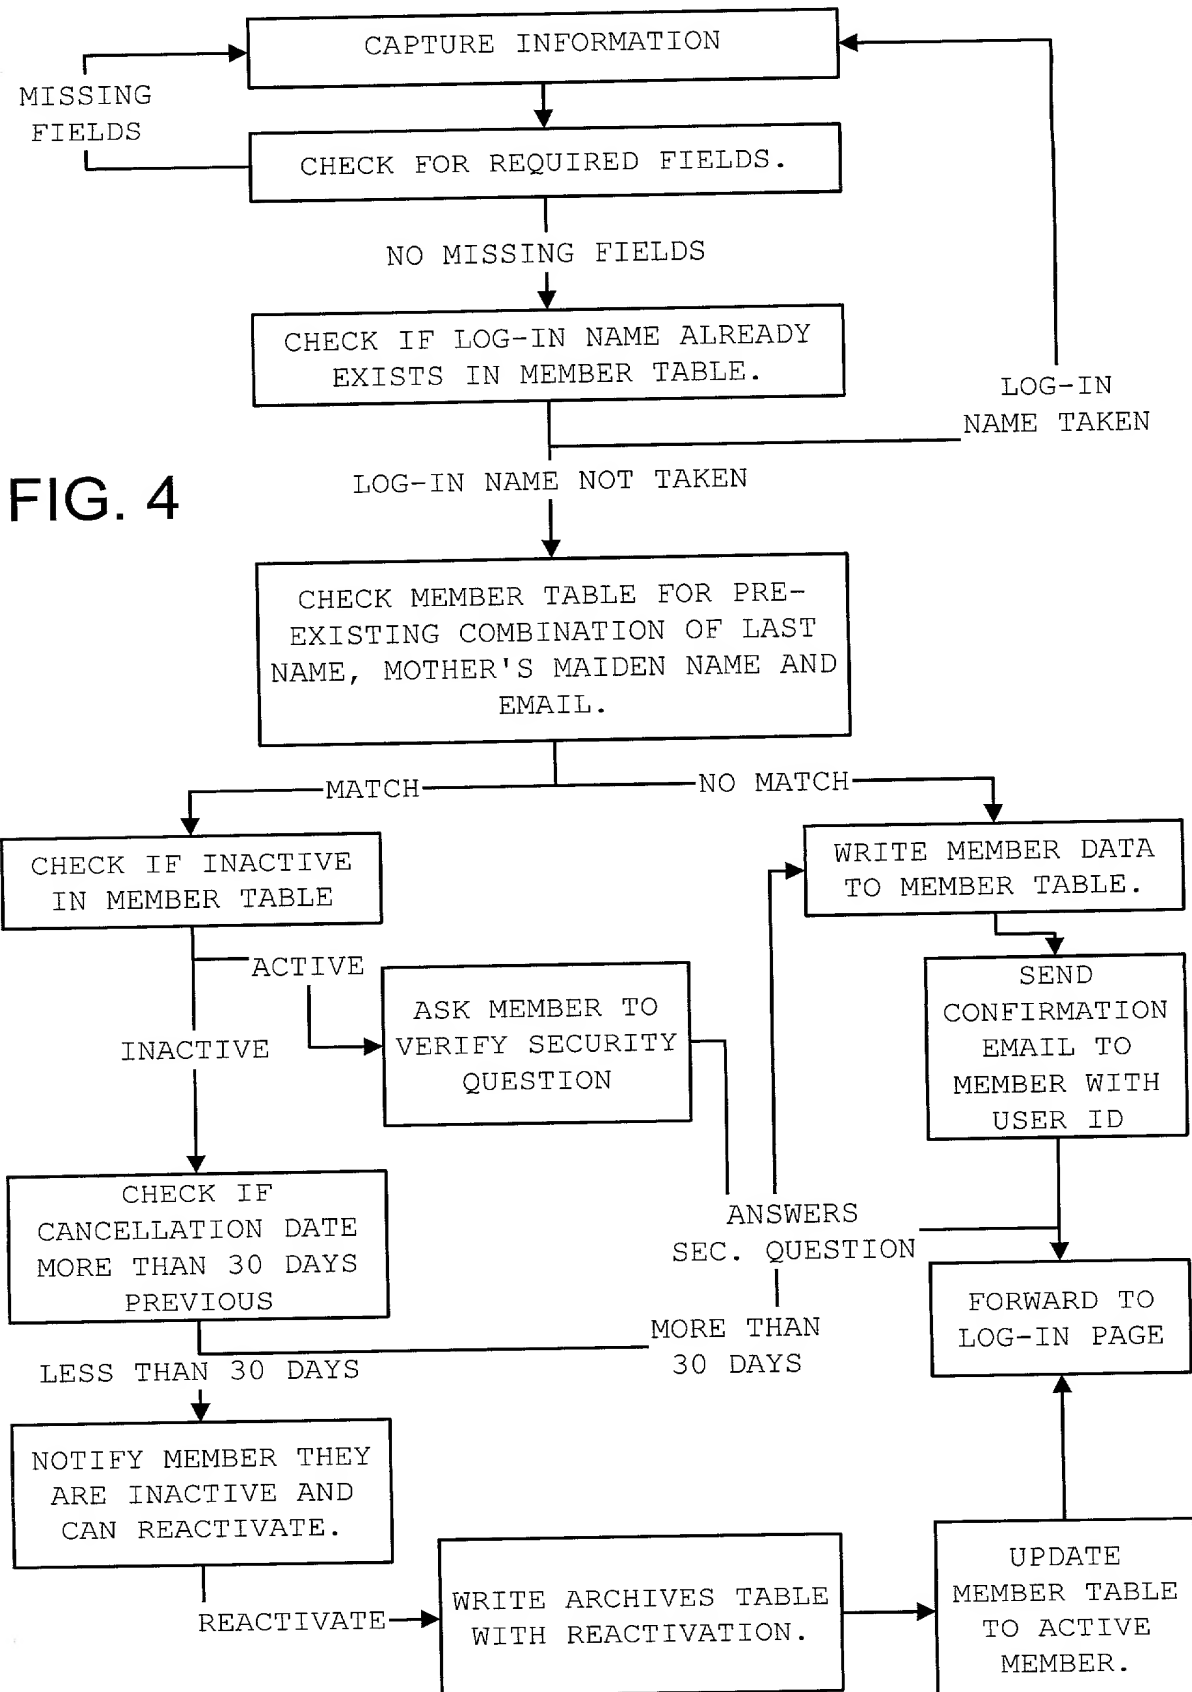 CAPTURE INFORMATION
MISSING
FIELDS
CHECK FOR REQUIRED FIELDS.
NO MISSING FIELDS
CHECK IF LOG-IN NAME ALREADY
EXISTS IN MEMBER TABLE.
LOG-IN
NAME TAKEN
LOG-IN NAME NOT TAKEN
FIG. 4
CHECK MEMBER TABLE FOR PRE-
EXISTING COMBINATION OF LAST
NAME, MOTHER'S MAIDEN NAME AND
EMAIL.
MATCH
NO MATCH
CHECK IF INACTIVE
IN MEMBER TABLE
WRITE MEMBER DATA
TO MEMBER TABLE.
ACTIVE
ASK MEMBER TO
VERIFY SECURITY
QUESTION
SEND
CONFIRMATION
EMAIL TO
MEMBER WITH
USER ID
INACTIVE
CHECK IF
CANCELLATION DATE
MORE THAN 30 DAYS
PREVIOUS
ANSWERS
SEC. QUESTION
MORE THAN
30 DAYS
FORWARD TO
LOG-IN PAGE
LESS THAN 30 DAYS
NOTIFY MEMBER THEY
ARE INACTIVE AND
CAN REACTIVATE.
REACTIVATE
WRITE ARCHIVES TABLE
WITH REACTIVATION.
UPDATE
MEMBER TABLE
TO ACTIVE
MEMBER.